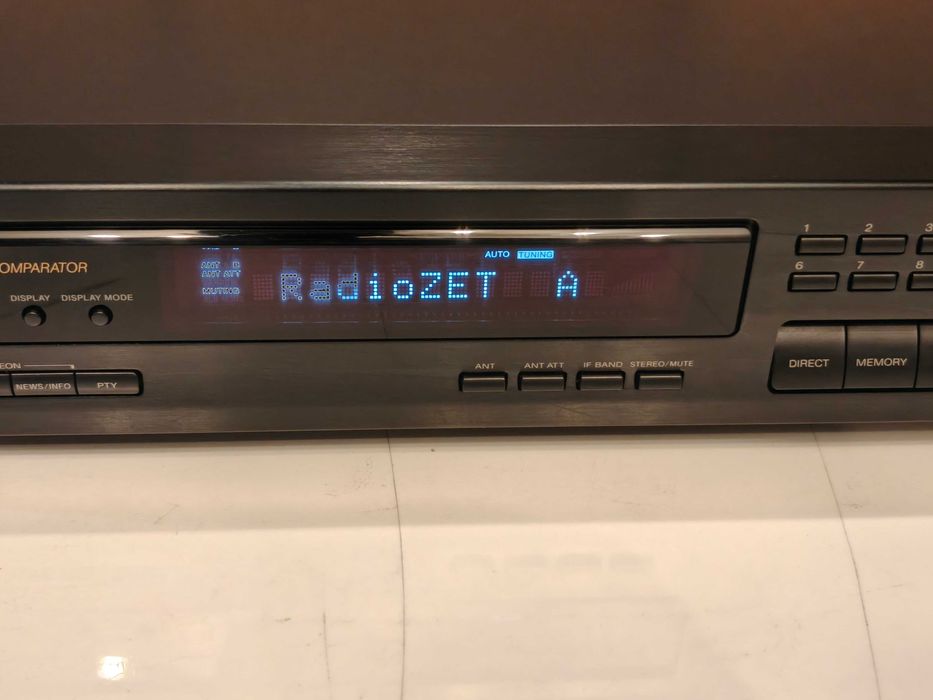 OMPARATOR
AUTO TUNING
ANT B
ANT ATT
MUTING
RadioZET A
DISPLAY DISPLAY MODE
EON
NEWS/INFO PTY
ANT ANT ATT IF BAND STEREO/MUTE
1 2 3
6 7 8
DIRECT MEMORY